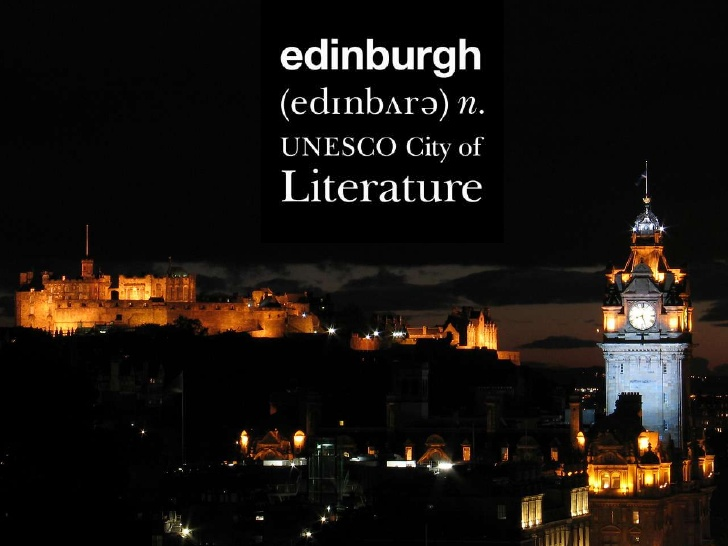 edinburgh
(edɪnbʌrə) n.
UNESCO City of
Literature